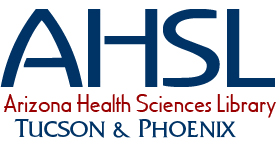 AHSL
Arizona Health Sciences Library
TUCSON & PHOENIX